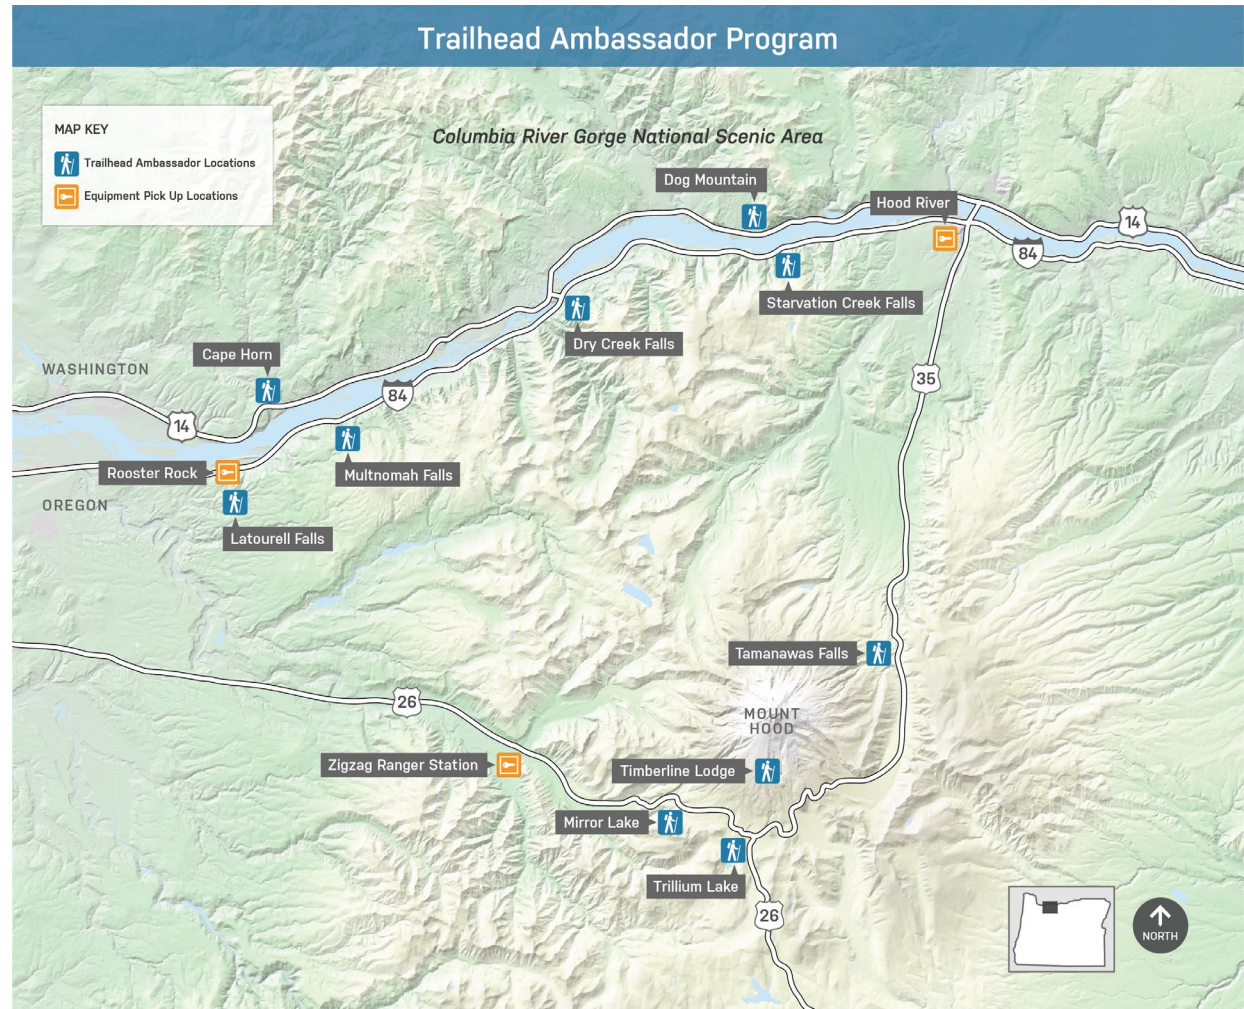 Trailhead Ambassador Program
MAP KEY
Trailhead Ambassador Locations
Equipment Pick Up Locations
Columbia River Gorge National Scenic Area
Dog Mountain
Hood River
14
84
Starvation Creek Falls
Dry Creek Falls
Cape Horn
WASHINGTON
35
84
14
Rooster Rock
Multnomah Falls
OREGON
Latourell Falls
Tamanawas Falls
26
MOUNT
HOOD
Zigzag Ranger Station
Timberline Lodge
Mirror Lake
Trillium Lake
26
NORTH